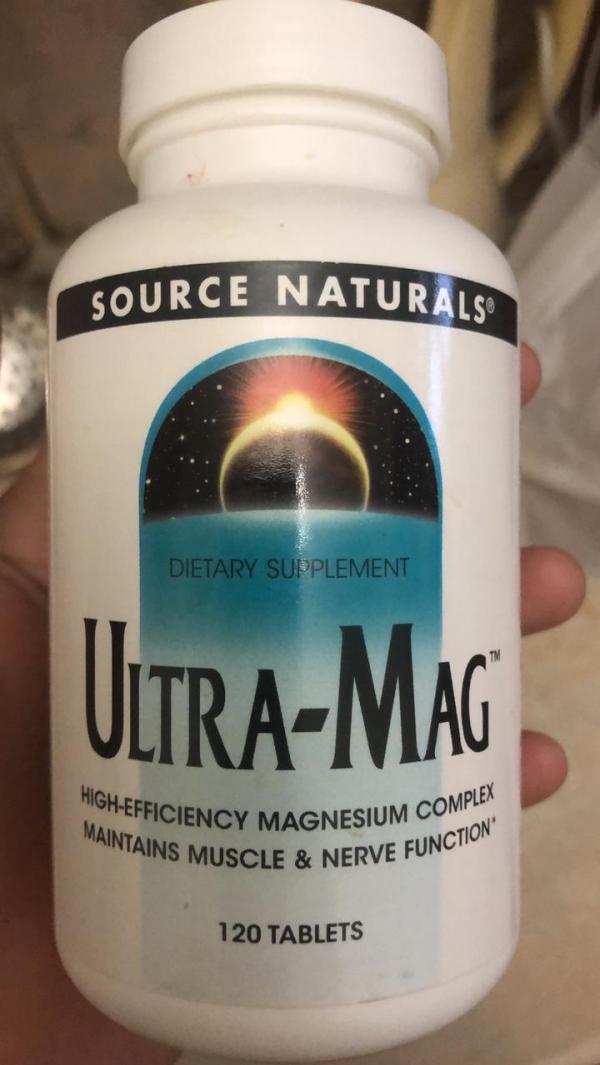 SOURCE NATURALS®
DIETARY SUPPLEMENT
ULTRA-MAG™
HIGH-EFFICIENCY MAGNESIUM COMPLEX
MAINTAINS MUSCLE & NERVE FUNCTION*
120 TABLETS